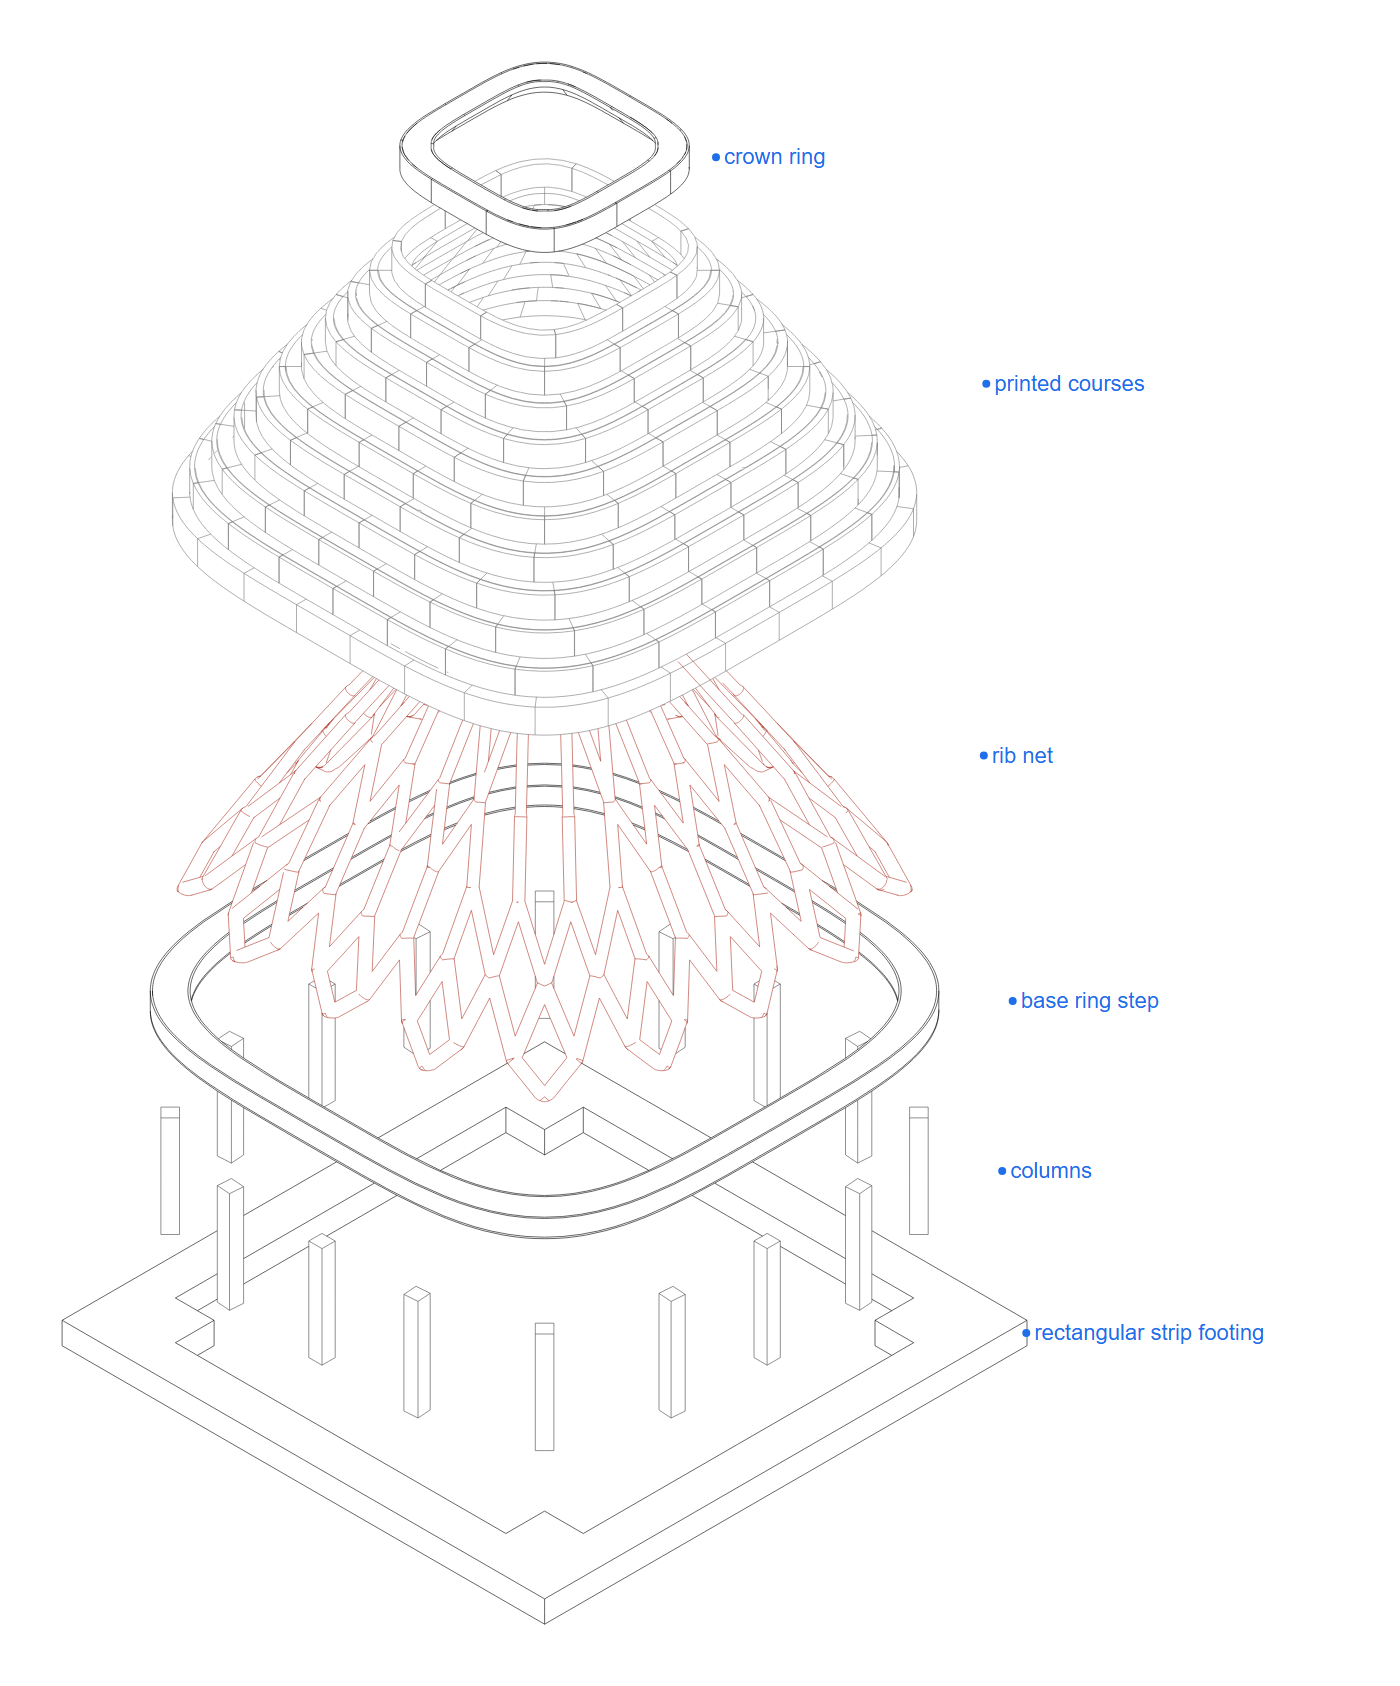 crown ring
printed courses
rib net
base ring step
columns
rectangular strip footing